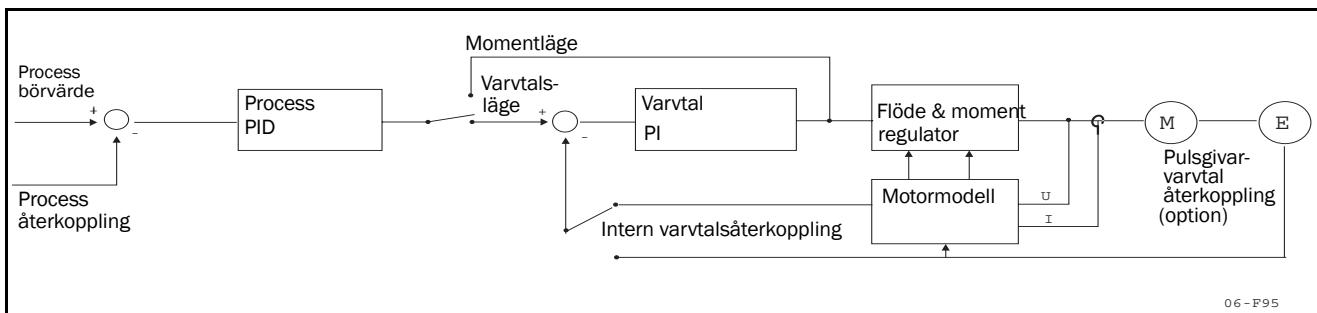 Momentläge
Process
börvärde
+
-
Process
PID
Varvtals-
läge
+
-
Varvtal
PI
Flöde & moment
regulator
M
E
Pulsgivar-
varvtal
återkoppling
(option)
Process
återkoppling
Intern varvtalsåterkoppling
Motormodell
U
I
06-F95